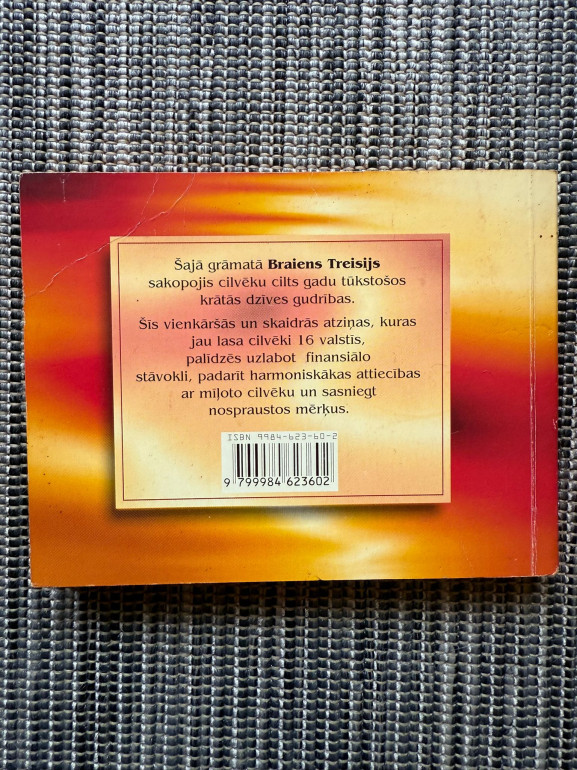 Šajā grāmatā Braiens Treisijs
sakopojis cilvēku cilts gadu tūkstošos
krātās dzīves gudrības.
Šīs vienkāršās un skaidrās atziņas, kuras
jau lasa cilvēki 16 valstīs,
palīdzēs uzlabot finansiālo
stāvokli, padarīt harmoniskākas attiecības
ar mīļoto cilvēku un sasniegt
nospraustos mērķus.
ISBN 9984-623-60-2
9 799984 623602